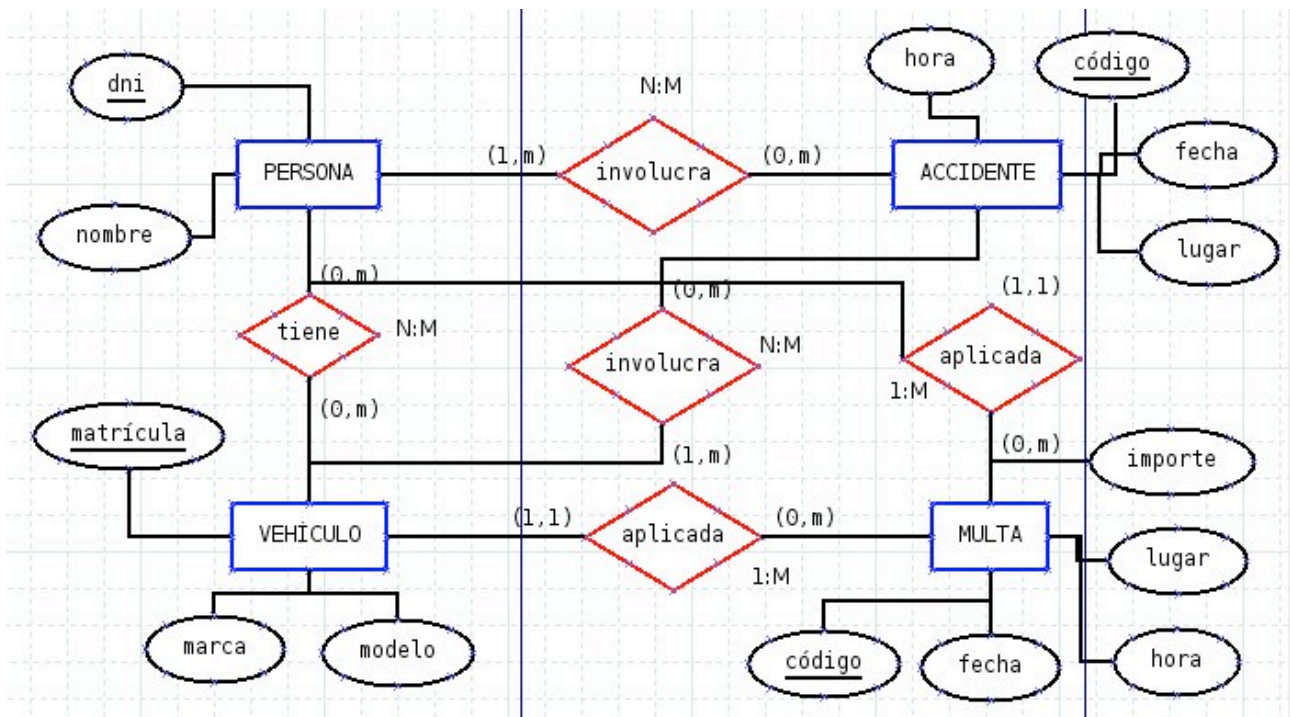 hora
código
dni
N:M
fecha
(1,m)
(0,m)
PERSONA
involucra
ACCIDENTE
nombre
lugar
(0,m)
(0,m)
(1,1)
tiene
N:M
N:M
involucra
aplicada
1:M
(0,m)
matrícula
(1,m)
(0,m)
importe
(1,1)
(0,m)
VEHÍCULO
aplicada
MULTA
lugar
1:M
marca
modelo
código
fecha
hora